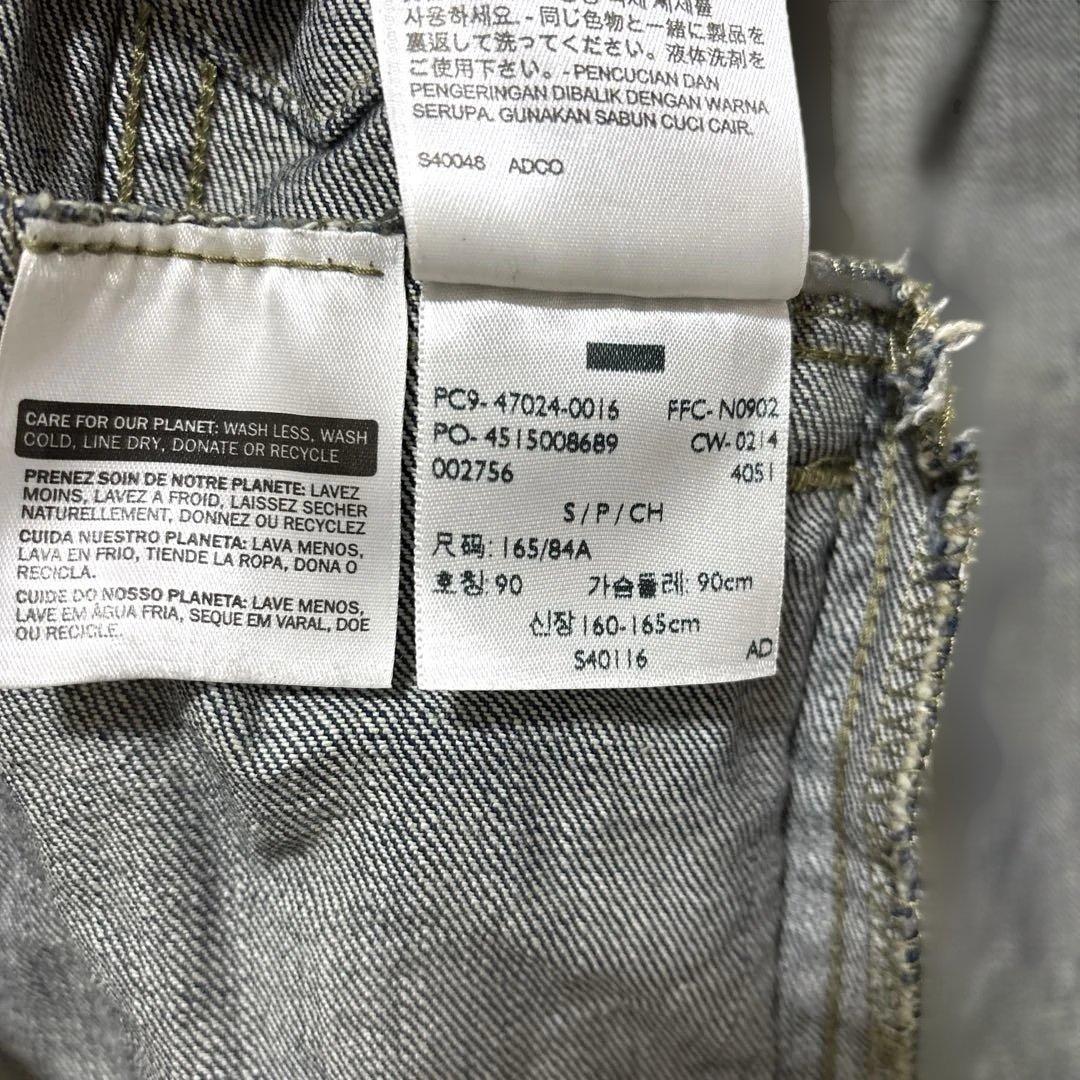 사용하세요. - 同じ色物と一緒に製品を
裏返して洗ってください。液体洗剤を
ご使用下さい。- PENCUCIAN DAN
PENGERINGAN DIBALIK DENGAN WARNA
SERUPA. GUNAKAN SABUN CUCI CAIR.
S40048 ADCO
CARE FOR OUR PLANET: WASH LESS, WASH
COLD, LINE DRY, DONATE OR RECYCLE
PRENEZ SOIN DE NOTRE PLANETE: LAVEZ
MOINS, LAVEZ A FROID, LAISSEZ SECHER
NATURELLEMENT, DONNEZ OU RECYCLEZ
CUIDA NUESTRO PLANETA: LAVA MENOS,
LAVA EN FRIO, TIENDE LA ROPA, DONA O
RECICLA.
CUIDE DO NOSSO PLANETA: LAVE MENOS,
LAVE EM ÁGUA FRIA, SEQUE EM VARAL, DOE
OU RECICLE.
PC9- 47024-0016 FFC- N0902
PO- 4515008689 CW- 0214
002756 4051
S / P / CH
尺码: 165/84A
호칭: 90 가슴둘레: 90cm
신장 160-165cm
S40116 AD